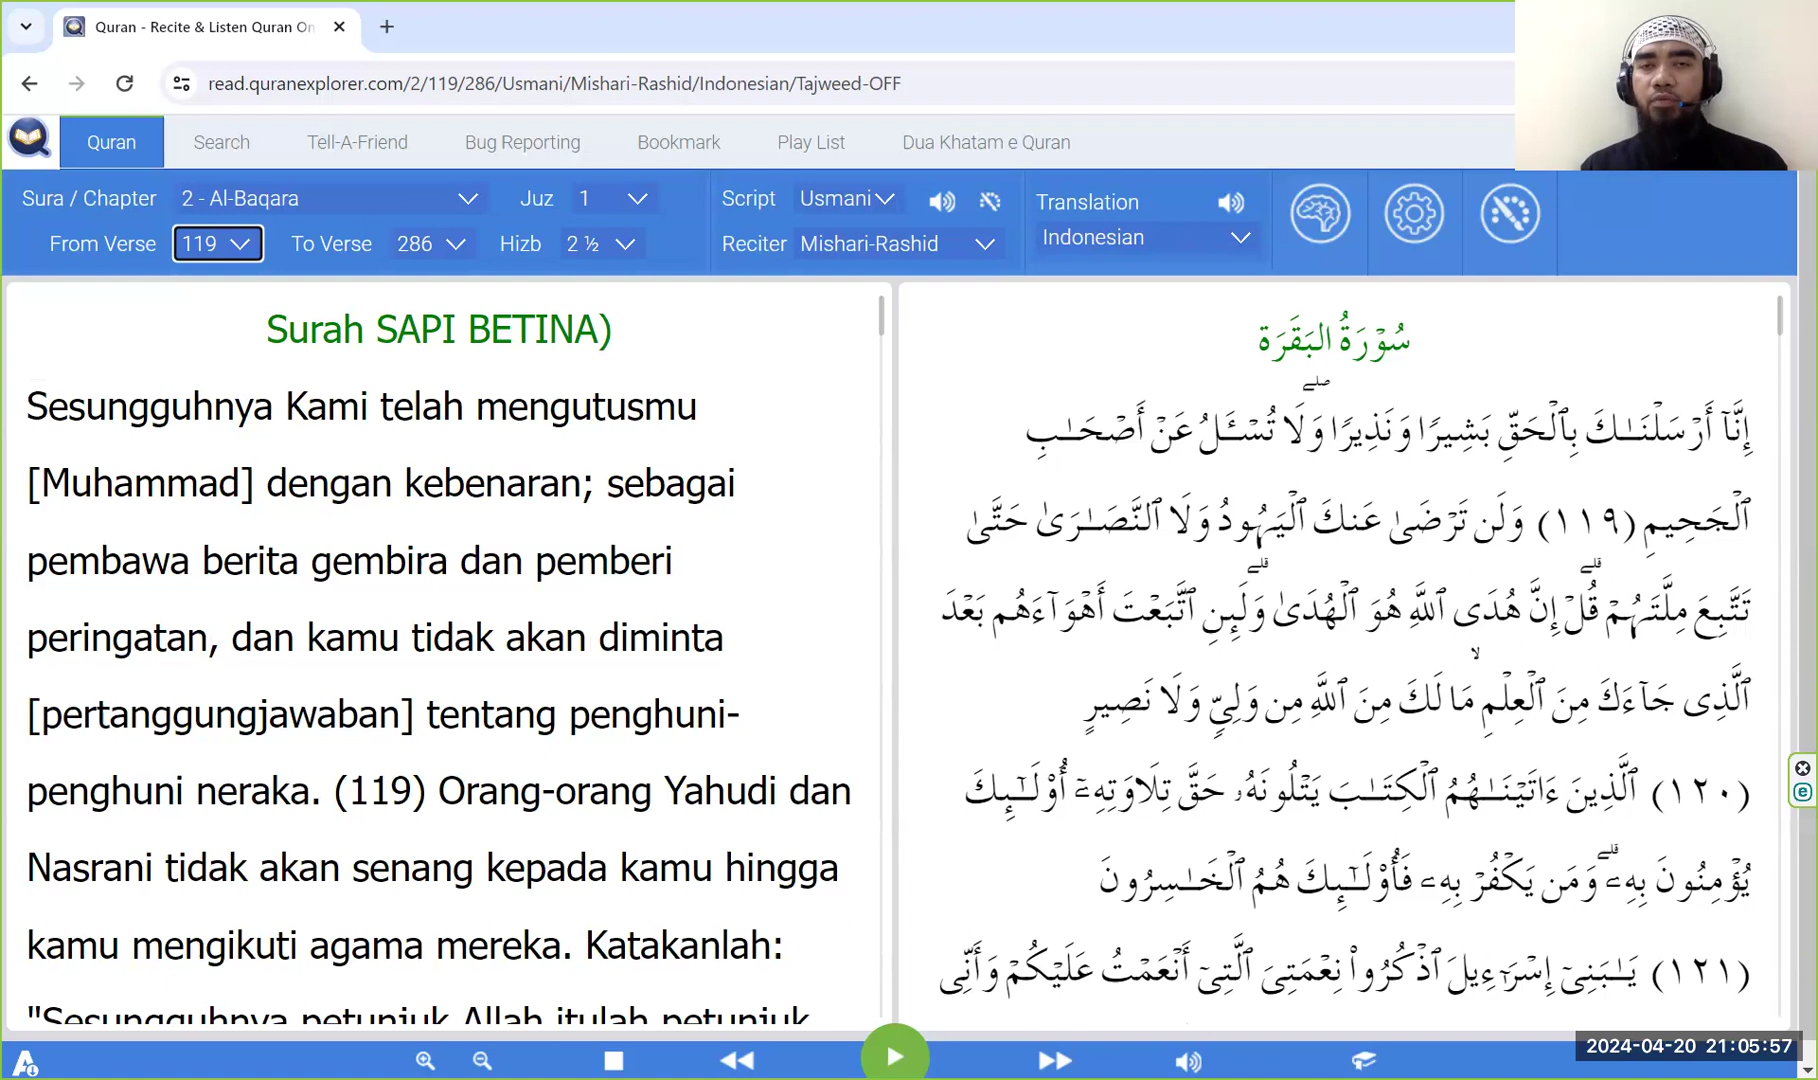 Quran - Recite & Listen Quran On
read.quranexplorer.com/2/119/286/Usmani/Mishari-Rashid/Indonesian/Tajweed-OFF
Quran Search Tell-A-Friend Bug Reporting Bookmark Play List Dua Khatam e Quran
Sura / Chapter 2 - Al-Baqara Juz 1 Script Usmani Translation
From Verse 119 To Verse 286 Hizb 2 ½ Reciter Mishari-Rashid Indonesian
Surah SAPI BETINA)
Sesungguhnya Kami telah mengutusmu
[Muhammad] dengan kebenaran; sebagai
pembawa berita gembira dan pemberi
peringatan, dan kamu tidak akan diminta
[pertanggungjawaban] tentang penghuni-
penghuni neraka. (119) Orang-orang Yahudi dan
Nasrani tidak akan senang kepada kamu hingga
kamu mengikuti agama mereka. Katakanlah:
"Sesungguhnya petunjuk Allah itulah petunjuk
سُوۡرَةُ البَقَرَة
إِنَّآ أَرۡسَلۡنَـٰكَ بِٱلۡحَقِّ بَشِيرً۬ا وَنَذِيرً۬ا‌ۖ وَلَا تُسۡـَٔلُ عَنۡ أَصۡحَـٰبِ
ٱلۡجَحِيمِ (١١٩) وَلَن تَرۡضَىٰ عَنكَ ٱلۡيَہُودُ وَلَا ٱلنَّصَـٰرَىٰ حَتَّىٰ
تَتَّبِعَ مِلَّتَہُمۡ‌ۗ قُلۡ إِنَّ هُدَى ٱللَّهِ هُوَ ٱلۡهُدَىٰ‌ۗ وَلَٮِٕنِ ٱتَّبَعۡتَ أَهۡوَآءَهُم بَعۡدَ
ٱلَّذِى جَآءَكَ مِنَ ٱلۡعِلۡمِ‌ۙ مَا لَكَ مِنَ ٱللَّهِ مِن وَلِىٍّ۬ وَلَا نَصِيرٍ
(١٢٠) ٱلَّذِينَ ءَاتَيۡنَـٰهُمُ ٱلۡكِتَـٰبَ يَتۡلُونَهُ ۥ حَقَّ تِلَاوَتِهِۦۤ أُوْلَـٰٓٮِٕكَ
يُؤۡمِنُونَ بِهِۦ‌ۗ وَمَن يَكۡفُرۡ بِهِۦ فَأُوْلَـٰٓٮِٕكَ هُمُ ٱلۡخَـٰسِرُونَ
(١٢١) يَـٰبَنِىٓ إِسۡرَٲٓءِيلَ ٱذۡكُرُواْ نِعۡمَتِىَ ٱلَّتِىٓ أَنۡعَمۡتُ عَلَيۡكُمۡ وَأَنِّى
2024-04-20 21:05:57